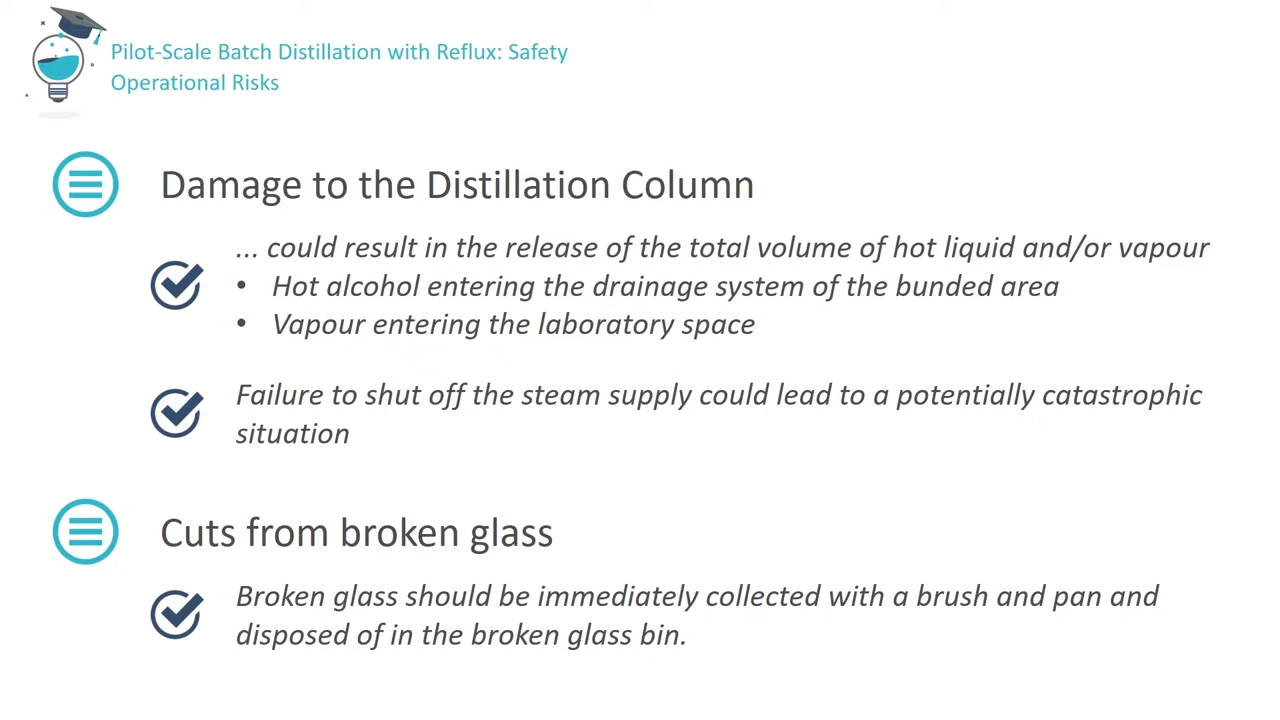 Pilot-Scale Batch Distillation with Reflux: Safety
Operational Risks
Damage to the Distillation Column
... could result in the release of the total volume of hot liquid and/or vapour
• Hot alcohol entering the drainage system of the bunded area
• Vapour entering the laboratory space
Failure to shut off the steam supply could lead to a potentially catastrophic
situation
Cuts from broken glass
Broken glass should be immediately collected with a brush and pan and
disposed of in the broken glass bin.